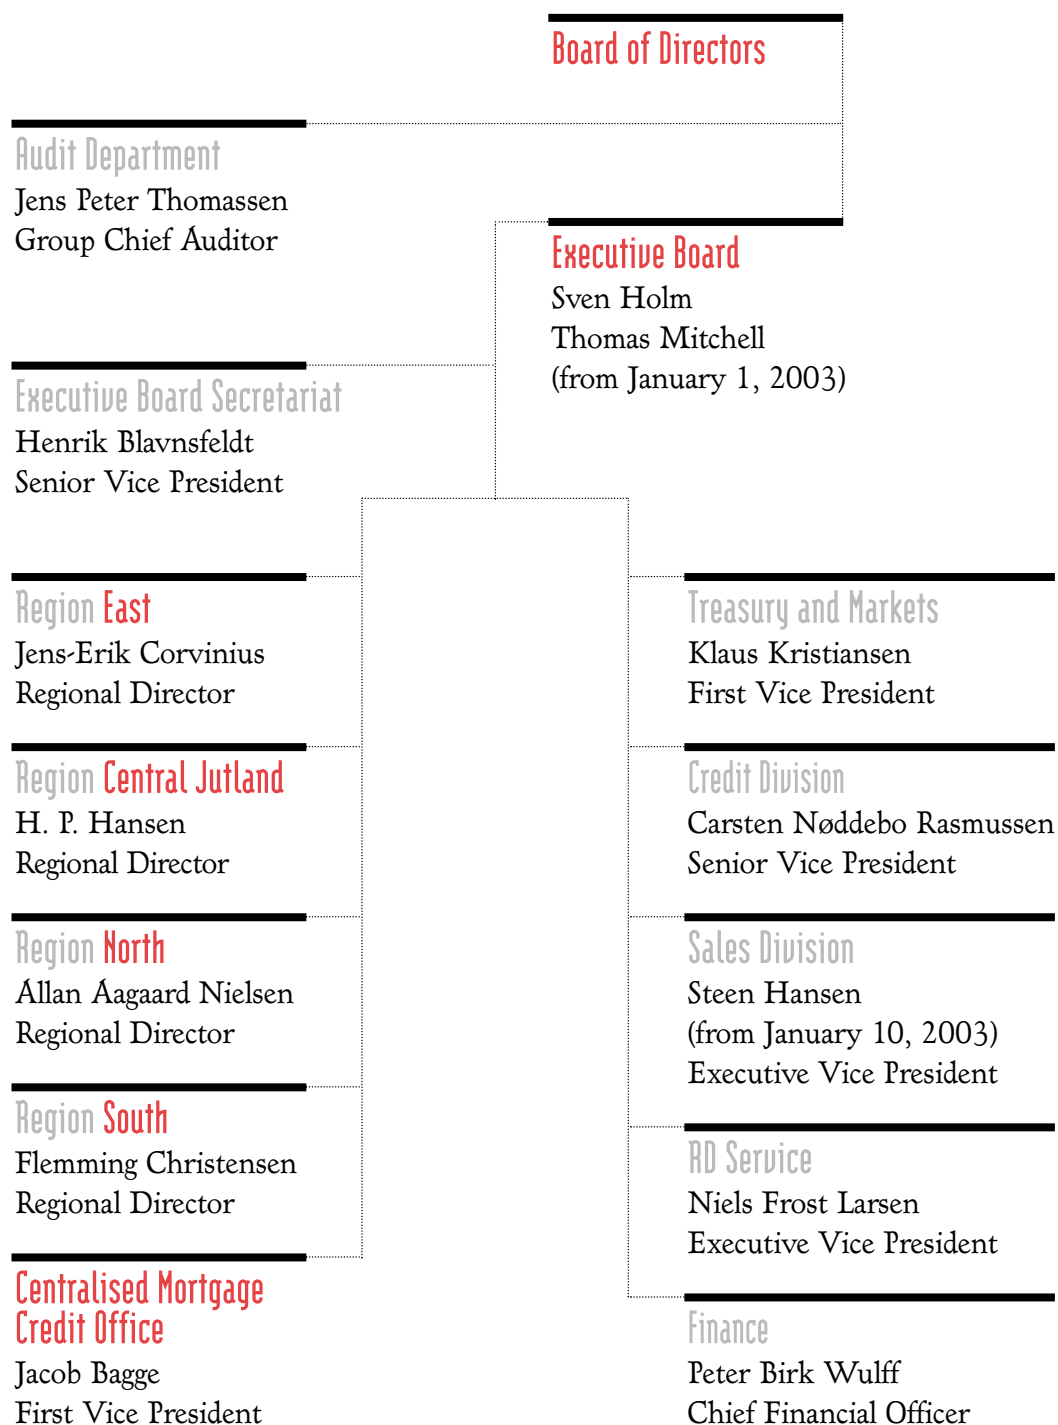 Board of Directors
Audit Department
Jens Peter Thomassen
Group Chief Auditor
Executive Board
Sven Holm
Thomas Mitchell
(from January 1, 2003)
Executive Board Secretariat
Henrik Blavnsfeldt
Senior Vice President
Region East
Jens-Erik Corvinius
Regional Director
Region Central Jutland
H. P. Hansen
Regional Director
Region North
Allan Aagaard Nielsen
Regional Director
Region South
Flemming Christensen
Regional Director
Centralised Mortgage
Credit Office
Jacob Bagge
First Vice President
Treasury and Markets
Klaus Kristiansen
First Vice President
Credit Division
Carsten Nøddebo Rasmussen
Senior Vice President
Sales Division
Steen Hansen
(from January 10, 2003)
Executive Vice President
RD Service
Niels Frost Larsen
Executive Vice President
Finance
Peter Birk Wulff
Chief Financial Officer